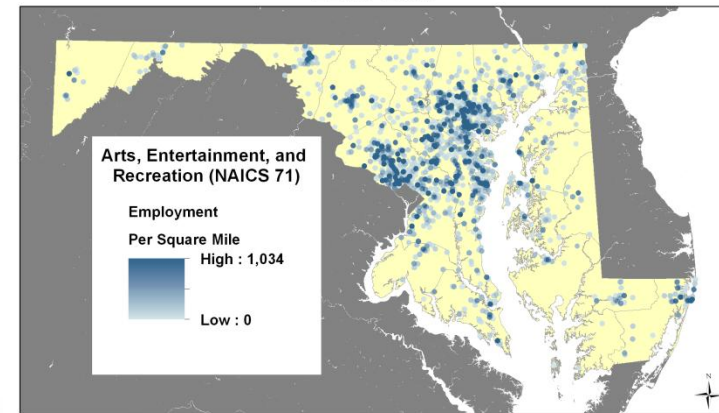 Arts, Entertainment, and
Recreation (NAICS 71)
Employment
Per Square Mile
High : 1,034
Low : 0
N